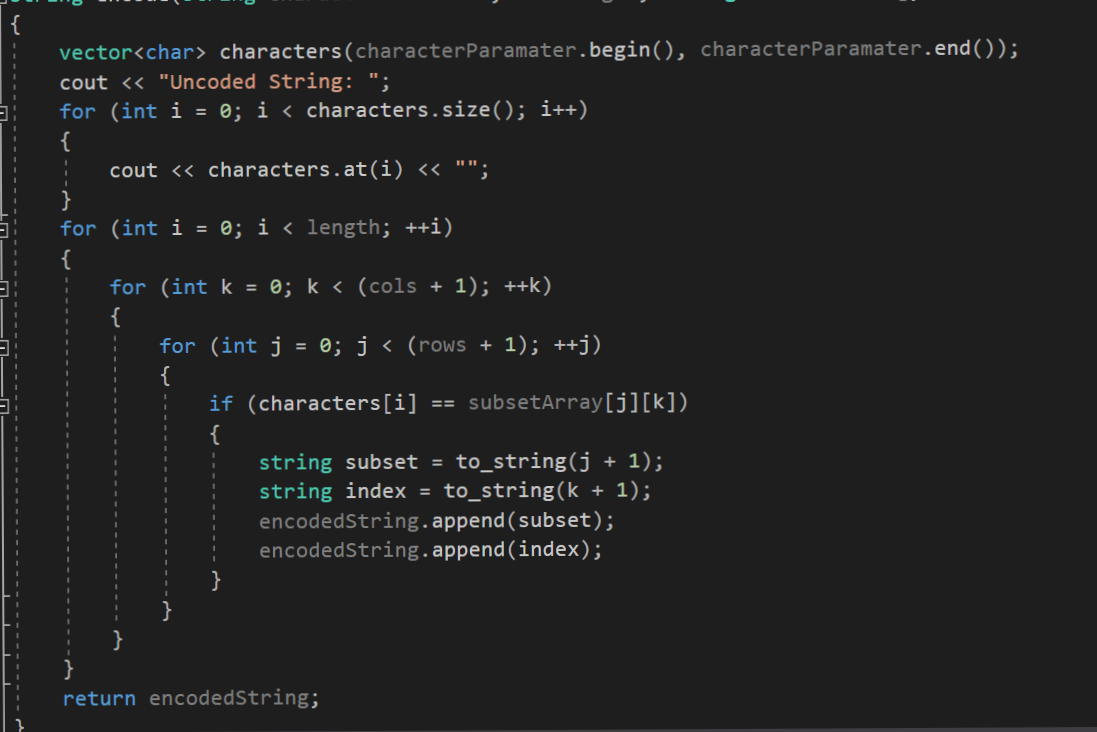 {
vector<char> characters(characterParamater.begin(), characterParamater.end());
cout << "Uncoded String: ";
for (int i = 0; i < characters.size(); i++)
{
cout << characters.at(i) << "";
}
for (int i = 0; i < length; ++i)
{
for (int k = 0; k < (cols + 1); ++k)
{
for (int j = 0; j < (rows + 1); ++j)
{
if (characters[i] == subsetArray[j][k])
{
string subset = to_string(j + 1);
string index = to_string(k + 1);
encodedString.append(subset);
encodedString.append(index);
}
}
}
}
return encodedString;
}